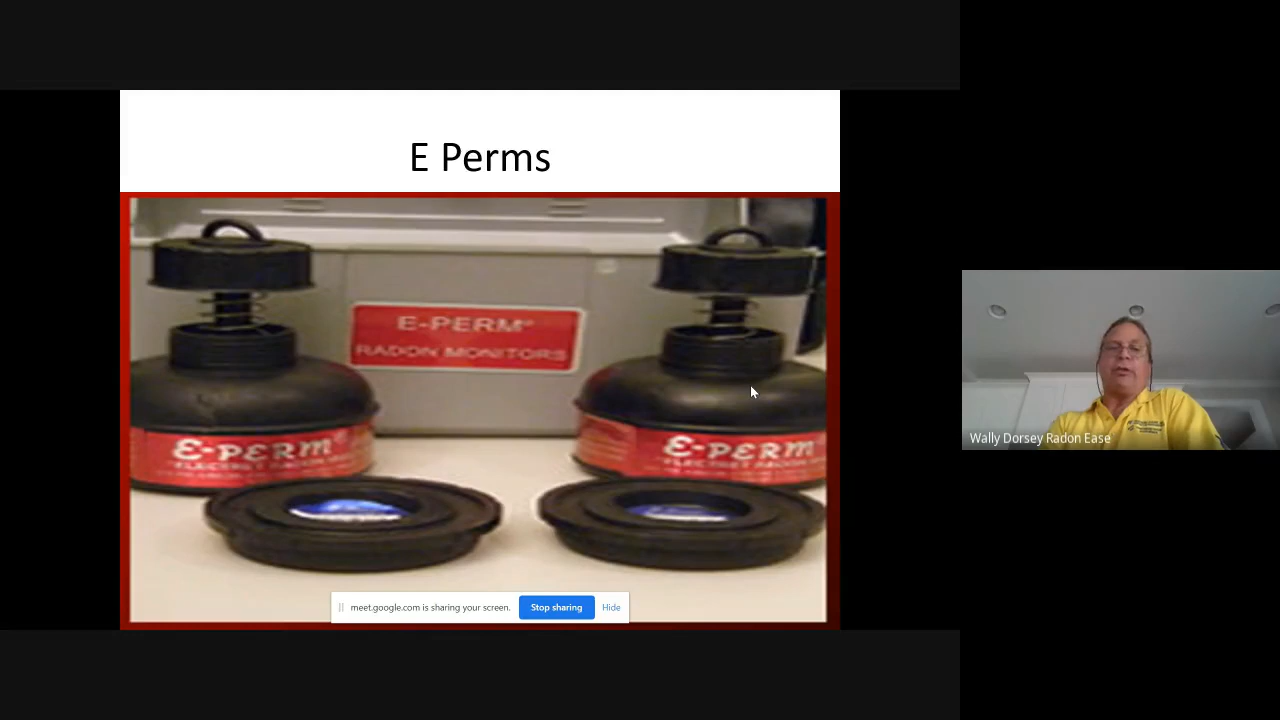 E Perms
E-PERM®
RADON MONITORS
E-PERM®
E-PERM
meet.google.com is sharing your screen.
Stop sharing
Hide
Wally Dorsey Radon Ease